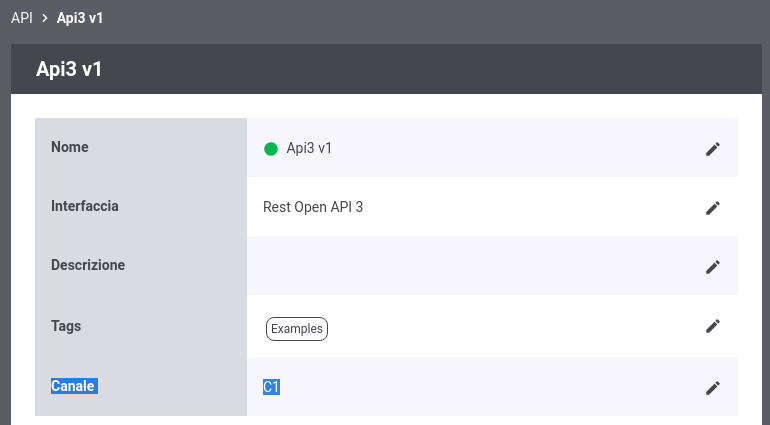 API > Api3 v1
Api3 v1
Nome Api3 v1
Interfaccia Rest Open API 3
Descrizione
Tags Examples
Canale C1